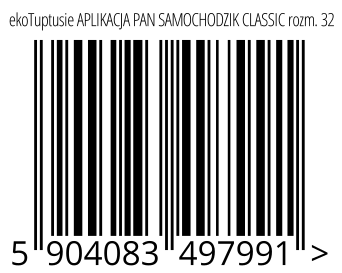 ekoTuptusie APLIKACJA PAN SAMOCHODZIK CLASSIC rozm. 32
5 904083 497991 >